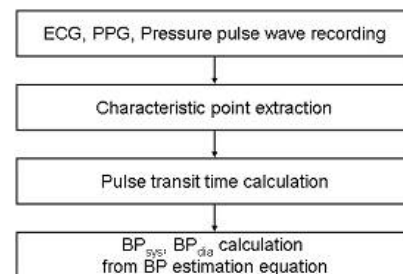 ECG, PPG, Pressure pulse wave recording
Characteristic point extraction
Pulse transit time calculation
BPsys, BPdia calculation
from BP estimation equation